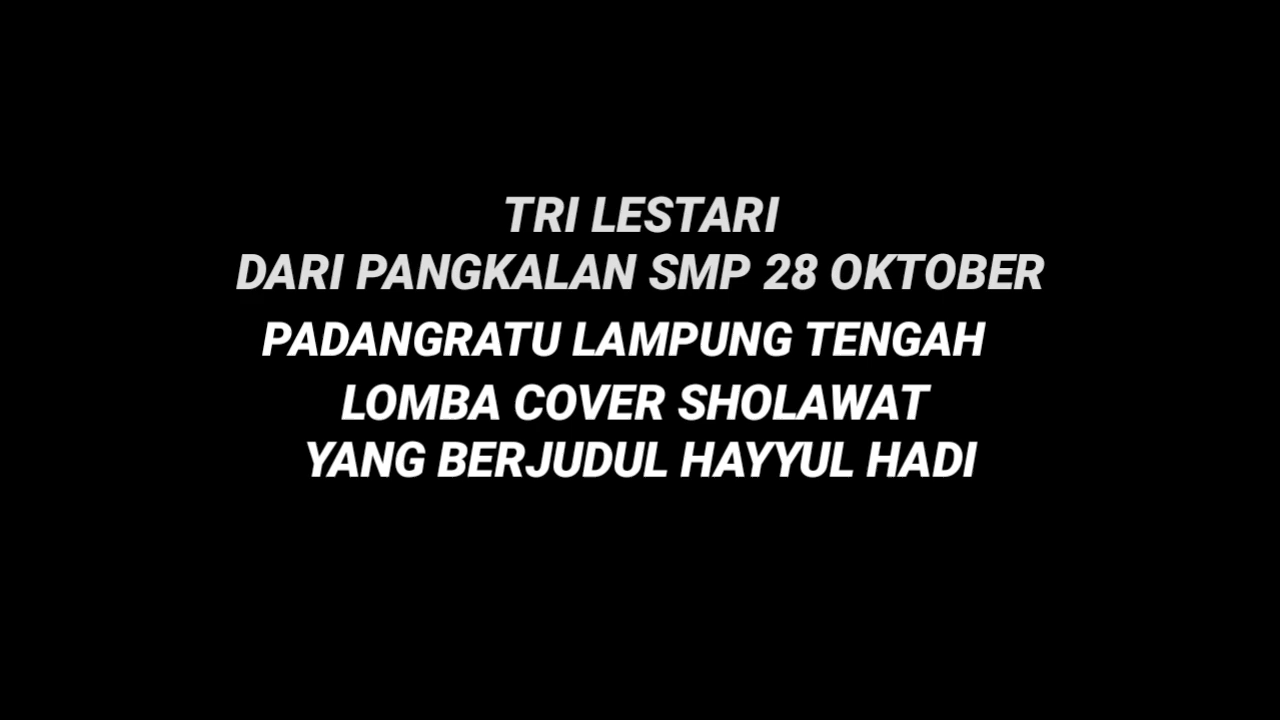 TRI LESTARI
DARI PANGKALAN SMP 28 OKTOBER
PADANGRATU LAMPUNG TENGAH
LOMBA COVER SHOLAWAT
YANG BERJUDUL HAYYUL HADI